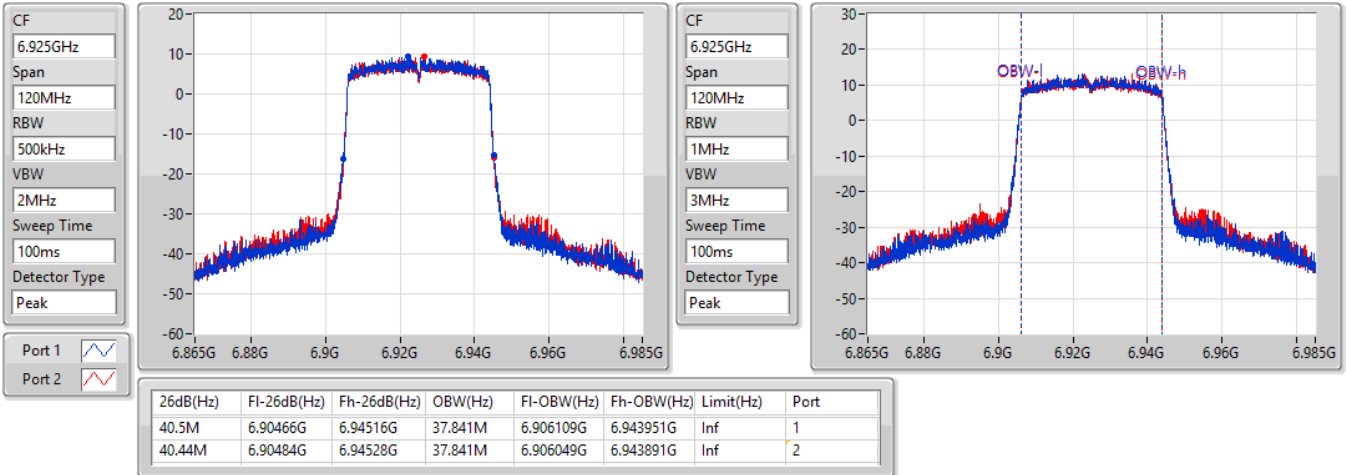 CF
6.925GHz
Span
120MHz
RBW
500kHz
VBW
2MHz
Sweep Time
100ms
Detector Type
Peak
Port 1
Port 2
20
10
0
-10
-20
-30
-40
-50
-60
6.865G 6.88G 6.9G 6.92G 6.94G 6.96G 6.985G
CF
6.925GHz
Span
120MHz
RBW
1MHz
VBW
3MHz
Sweep Time
100ms
Detector Type
Peak
30
20
10
0
-10
-20
-30
-40
-50
-60
OBW-l OBW-h
6.865G 6.88G 6.9G 6.92G 6.94G 6.96G 6.985G
26dB(Hz) Fl-26dB(Hz) Fh-26dB(Hz) OBW(Hz) Fl-OBW(Hz) Fh-OBW(Hz) Limit(Hz) Port
40.5M 6.90466G 6.94516G 37.841M 6.906109G 6.943951G Inf 1
40.44M 6.90484G 6.94528G 37.841M 6.906049G 6.943891G Inf 2